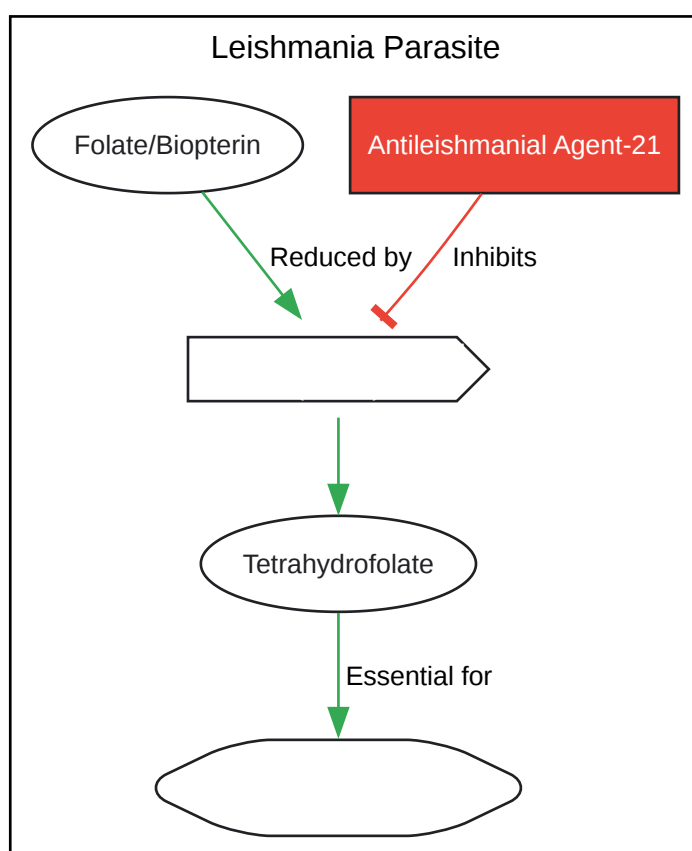 Leishmania Parasite
Folate/Biopterin
Antileishmanial Agent-21
Reduced by
Inhibits
Tetrahydrofolate
Essential for